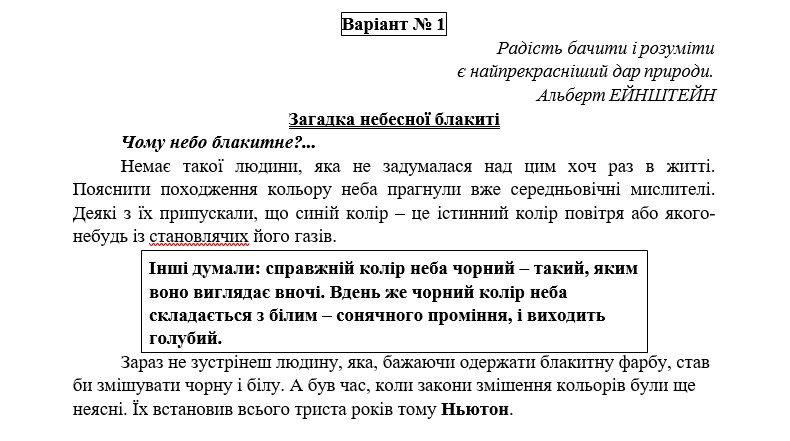 Варіант № 1
Радість бачити і розуміти
є найпрекрасніший дар природи.
Альберт ЕЙНШТЕЙН
Загадка небесної блакиті
Чому небо блакитне?...
Немає такої людини, яка не задумалася над цим хоч раз в житті.
Пояснити походження кольору неба прагнули вже середньовічні мислителі.
Деякі з їх припускали, що синій колір – це істинний колір повітря або якого-
небудь із становлячих його газів.
Інші думали: справжній колір неба чорний – такий, яким
воно виглядає вночі. Вдень же чорний колір неба
складається з білим – сонячного проміння, і виходить
голубий.
Зараз не зустрінеш людину, яка, бажаючи одержати блакитну фарбу, став
би змішувати чорну і білу. А був час, коли закони змішення кольорів були ще
неясні. Їх встановив всього триста років тому Ньютон.